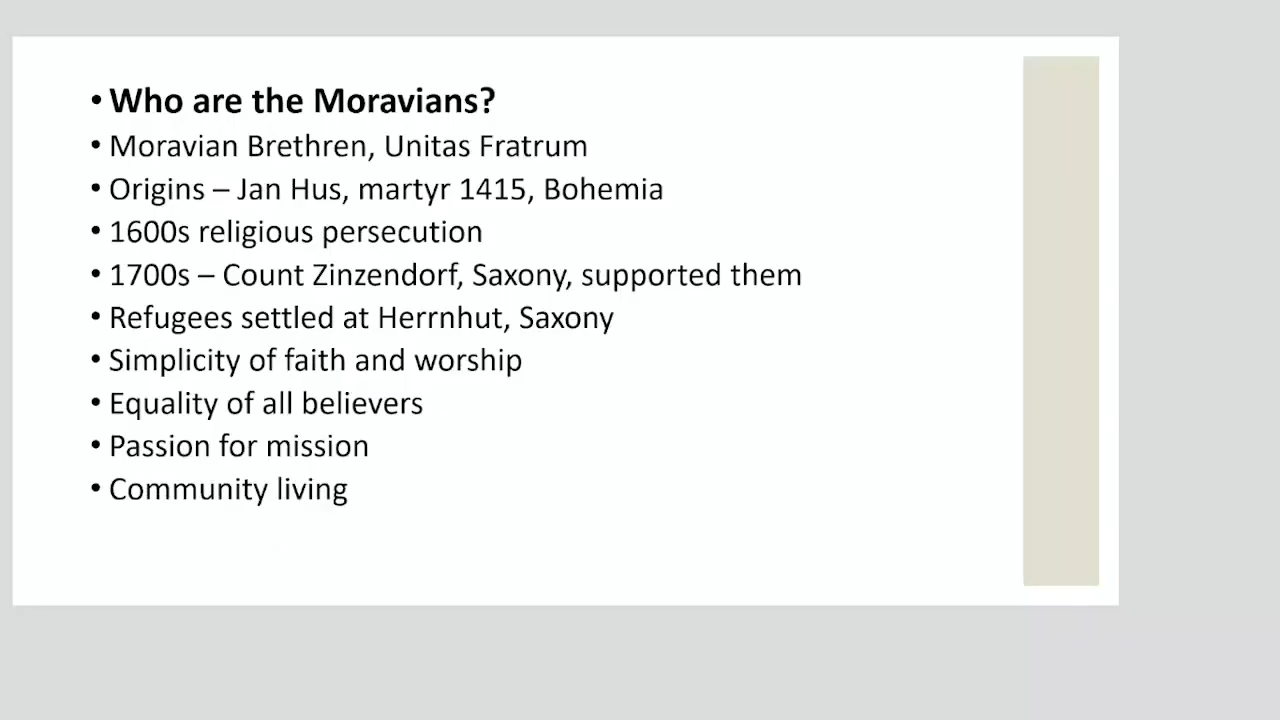 • Who are the Moravians?
• Moravian Brethren, Unitas Fratrum
• Origins – Jan Hus, martyr 1415, Bohemia
• 1600s religious persecution
• 1700s – Count Zinzendorf, Saxony, supported them
• Refugees settled at Herrnhut, Saxony
• Simplicity of faith and worship
• Equality of all believers
• Passion for mission
• Community living